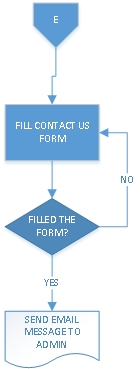 E
FILL CONTACT US
FORM
NO
FILLED THE
FORM?
YES
SEND EMAIL
MESSAGE TO
ADMIN